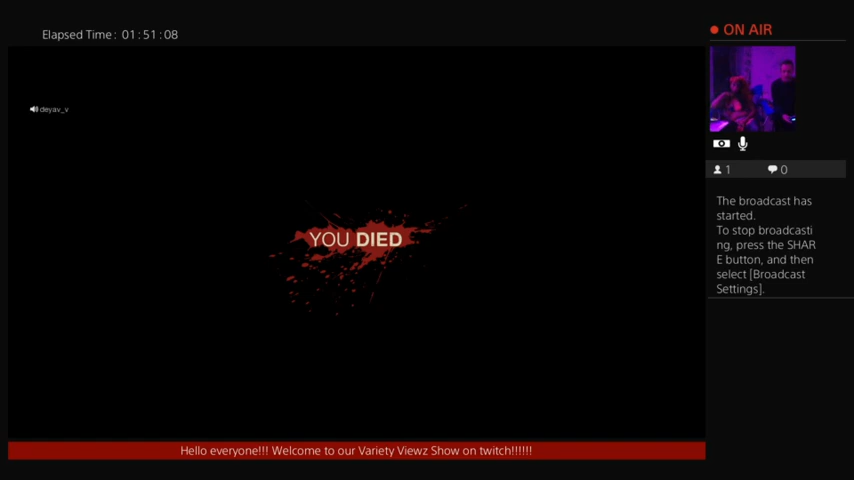 Elapsed Time: 01:51:08
ON AIR
deyav_v
1
0
YOU DIED
The broadcast has
started.
To stop broadcasti
ng, press the SHAR
E button, and then
select [Broadcast
Settings].
Hello everyone!!! Welcome to our Variety Viewz Show on twitch!!!!!!